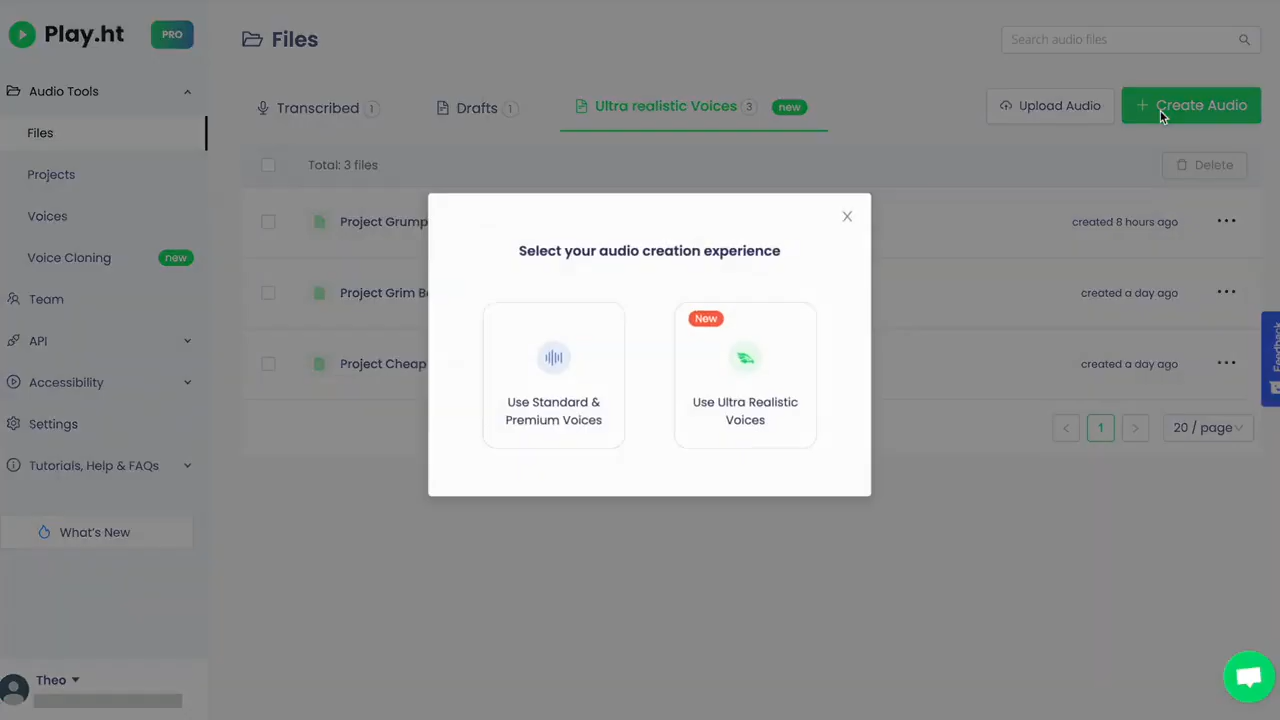 Play.ht
PRO
Files
Search audio files
Audio Tools
Transcribed 1
Drafts 1
Ultra realistic Voices 3 new
Upload Audio
+ Create Audio
Files
Total: 3 files
Delete
Projects
Voices
Voice Cloning new
Team
API
Accessibility
Settings
Tutorials, Help & FAQs
What's New
Project Grump
created 8 hours ago
Project Grim
created a day ago
Project Cheap
created a day ago
< 1 > 20 / page
Select your audio creation experience
Use Standard &
Premium Voices
New
Use Ultra Realistic
Voices
Feedback
Theo